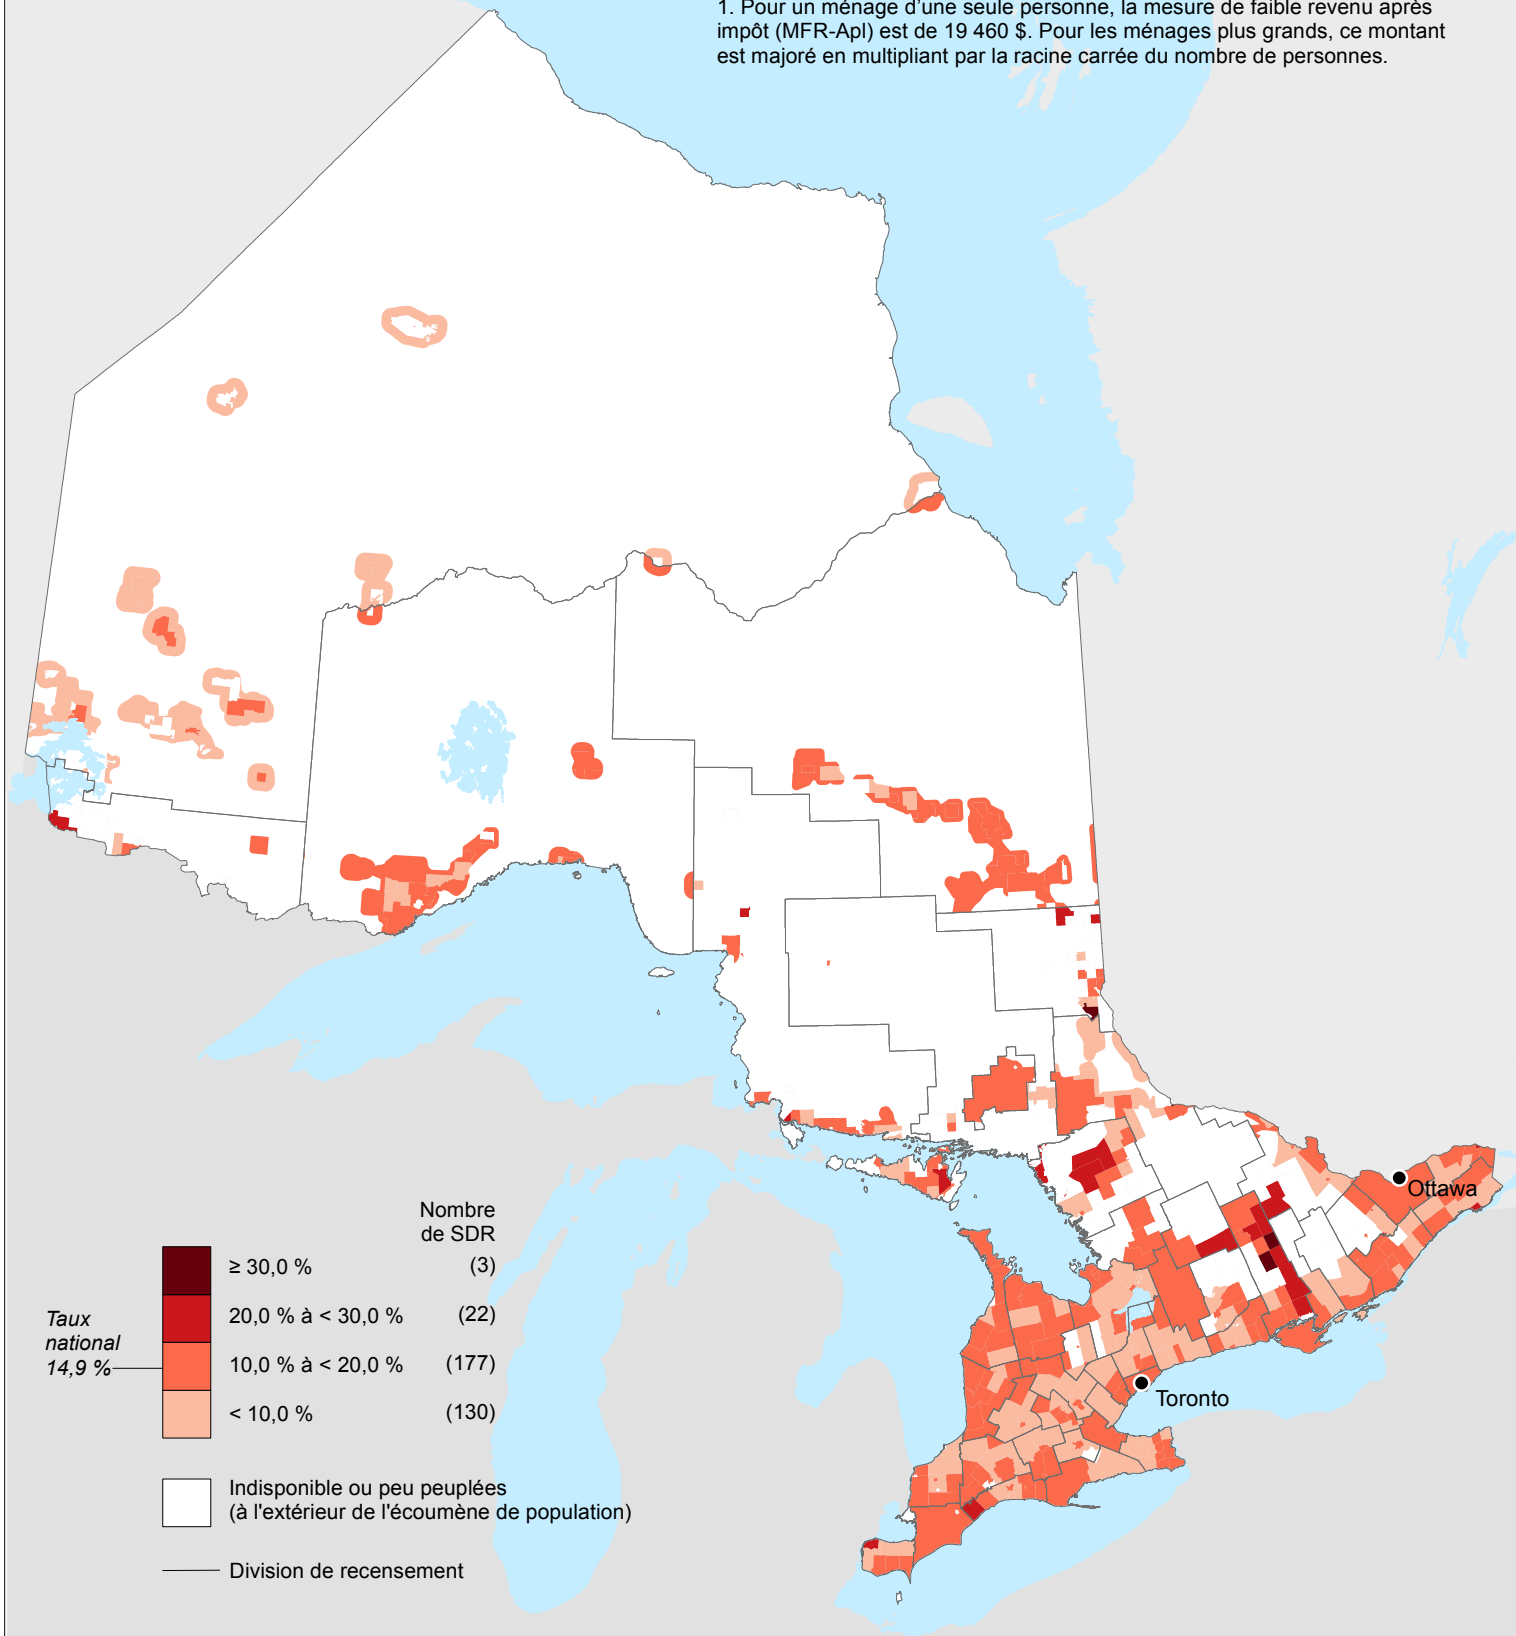 1. Pour un ménage d'une seule personne, la mesure de faible revenu après
impôt (MFR-ApI) est de 19 460 $. Pour les ménages plus grands, ce montant
est majoré en multipliant par la racine carrée du nombre de personnes.
Ottawa
Toronto
Nombre
de SDR
≥ 30,0 % (3)
20,0 % à < 30,0 % (22)
10,0 % à < 20,0 % (177)
< 10,0 % (130)
Taux
national
14,9 %
Indisponible ou peu peuplées
(à l'extérieur de l'écoumène de population)
Division de recensement